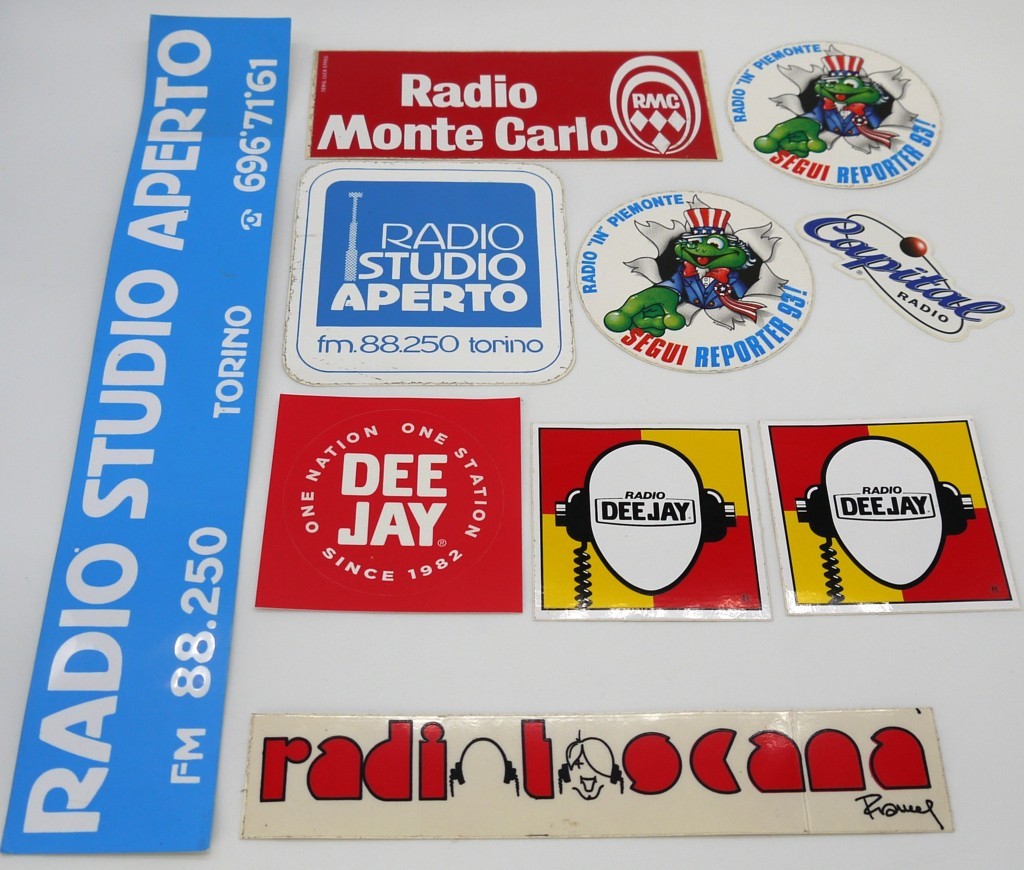 RADIO STUDIO APERTO
FM 88.250 TORINO ☎ 696'71'61
Radio
Monte Carlo
RMC
RADIO "IN" PIEMONTE
SEGUI REPORTER 93!
RADIO
STUDIO
APERTO
fm.88.250 torino
RADIO "IN" PIEMONTE
SEGUI REPORTER 93!
Capital
RADIO
ONE NATION ONE STATION
DEE
JAY®
SINCE 1982
RADIO
DEEJAY
RADIO
DEEJAY
radio toscana